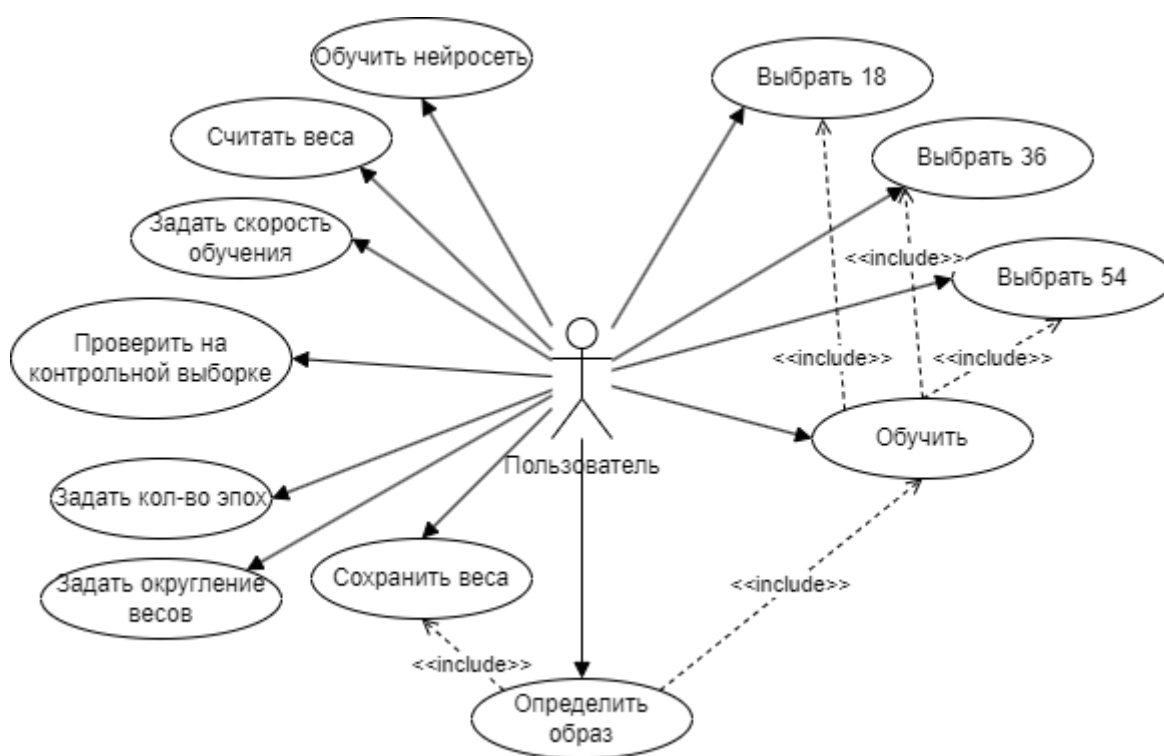 Обучить нейросеть
Выбрать 18
Считать веса
Выбрать 36
Задать скорость
обучения
<<include>>
Выбрать 54
Проверить на
контрольной выборке
<<include>>
<<include>>
Обучить
Пользователь
Задать кол-во эпох
Сохранить веса
Задать округление
весов
<<include>>
<<include>>
Определить
образ